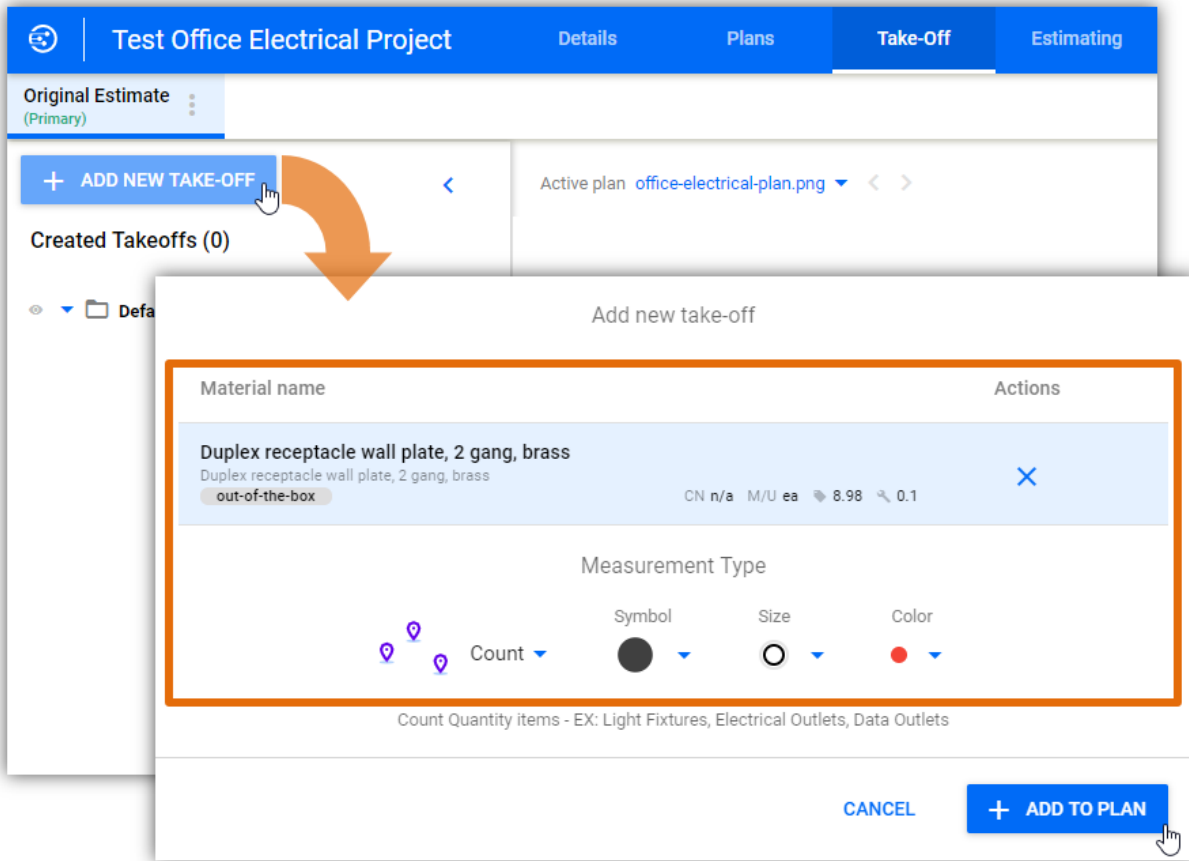 Test Office Electrical Project
Details
Plans
Take-Off
Estimating
Original Estimate
(Primary)
+ ADD NEW TAKE-OFF
Active plan office-electrical-plan.png
Created Takeoffs (0)
Defa
Add new take-off
Material name
Actions
Duplex receptacle wall plate, 2 gang, brass
Duplex receptacle wall plate, 2 gang, brass
out-of-the-box
CN n/a M/U ea 8.98 0.1
Measurement Type
Symbol
Size
Color
Count
Count Quantity items - EX: Light Fixtures, Electrical Outlets, Data Outlets
CANCEL
+ ADD TO PLAN